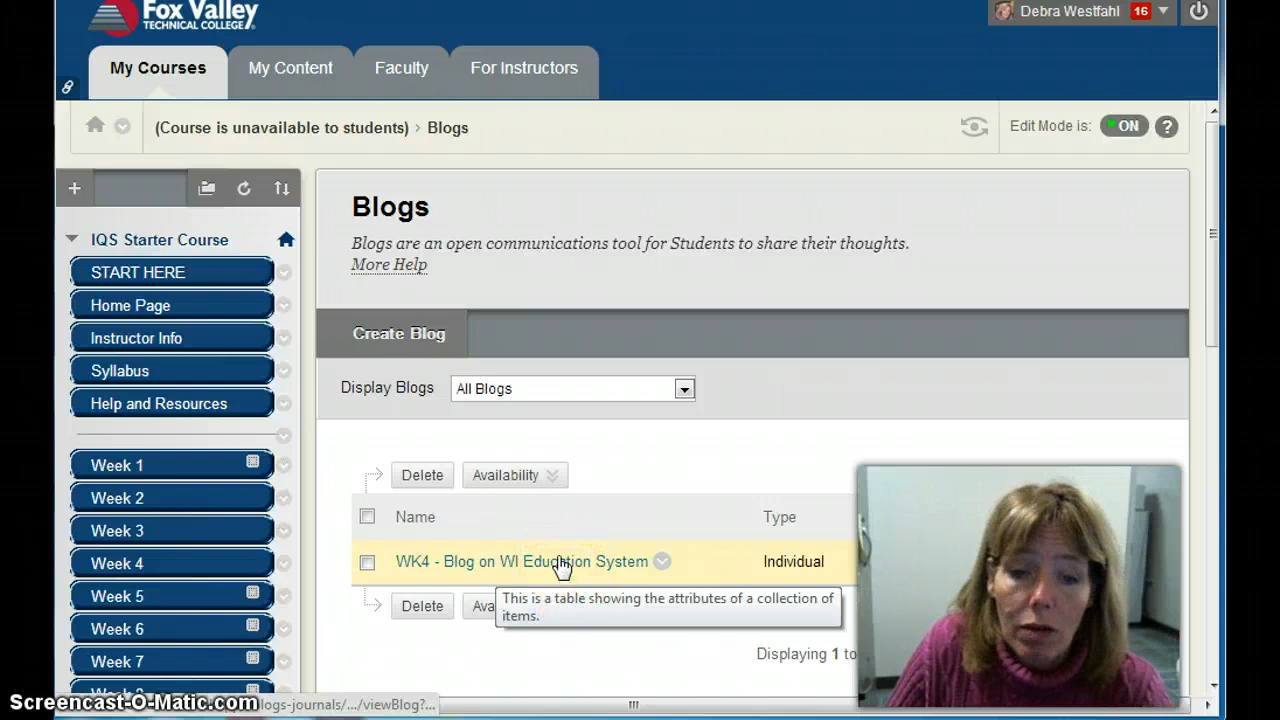 Fox Valley
TECHNICAL COLLEGE
Debra Westfahl 16
My Courses My Content Faculty For Instructors
(Course is unavailable to students) > Blogs
Edit Mode is: ON ?
IQS Starter Course
START HERE
Home Page
Instructor Info
Syllabus
Help and Resources
Week 1
Week 2
Week 3
Week 4
Week 5
Week 6
Week 7
Blogs
Blogs are an open communications tool for Students to share their thoughts.
More Help
Create Blog
Display Blogs All Blogs
Delete Availability
Name Type
WK4 - Blog on WI Education System Individual
This is a table showing the attributes of a collection of
items.
Delete
Displaying 1 to
Screencast-O-Matic.com
logs-journals/.../viewBlog?...